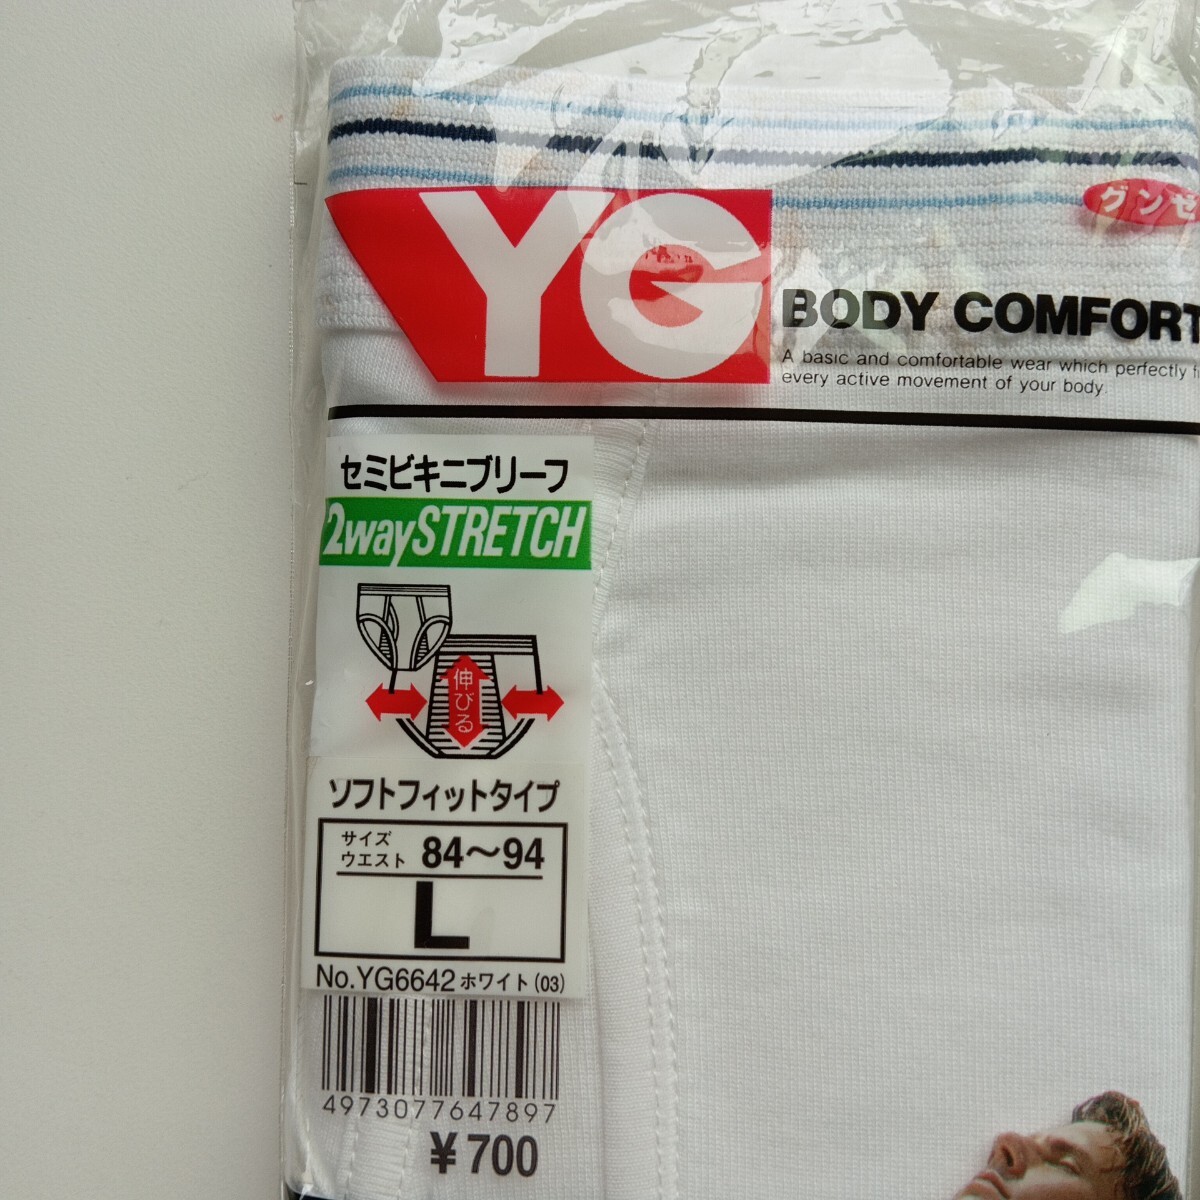 YG
グンゼ
BODY COMFORT
A basic and comfortable wear which perfectly
every active movement of your body.
セミビキニブリーフ
2waySTRETCH
伸びる
ソフトフィットタイプ
サイズ
ウエスト 84〜94
L
No.YG6642 ホワイト(03)
4973077647897
¥700